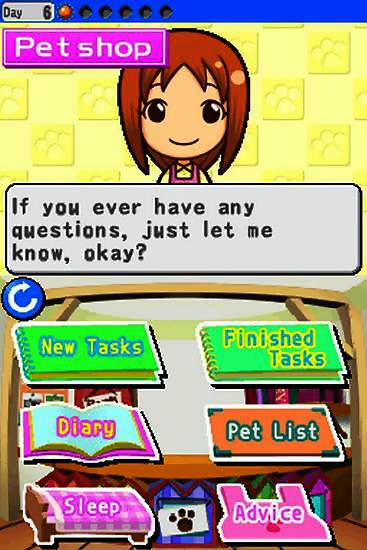 Day 6
Pet shop
If you ever have any
questions, just let me
know, okay?
New Tasks
Finished
Tasks
Diary
Pet List
Sleep
Advice